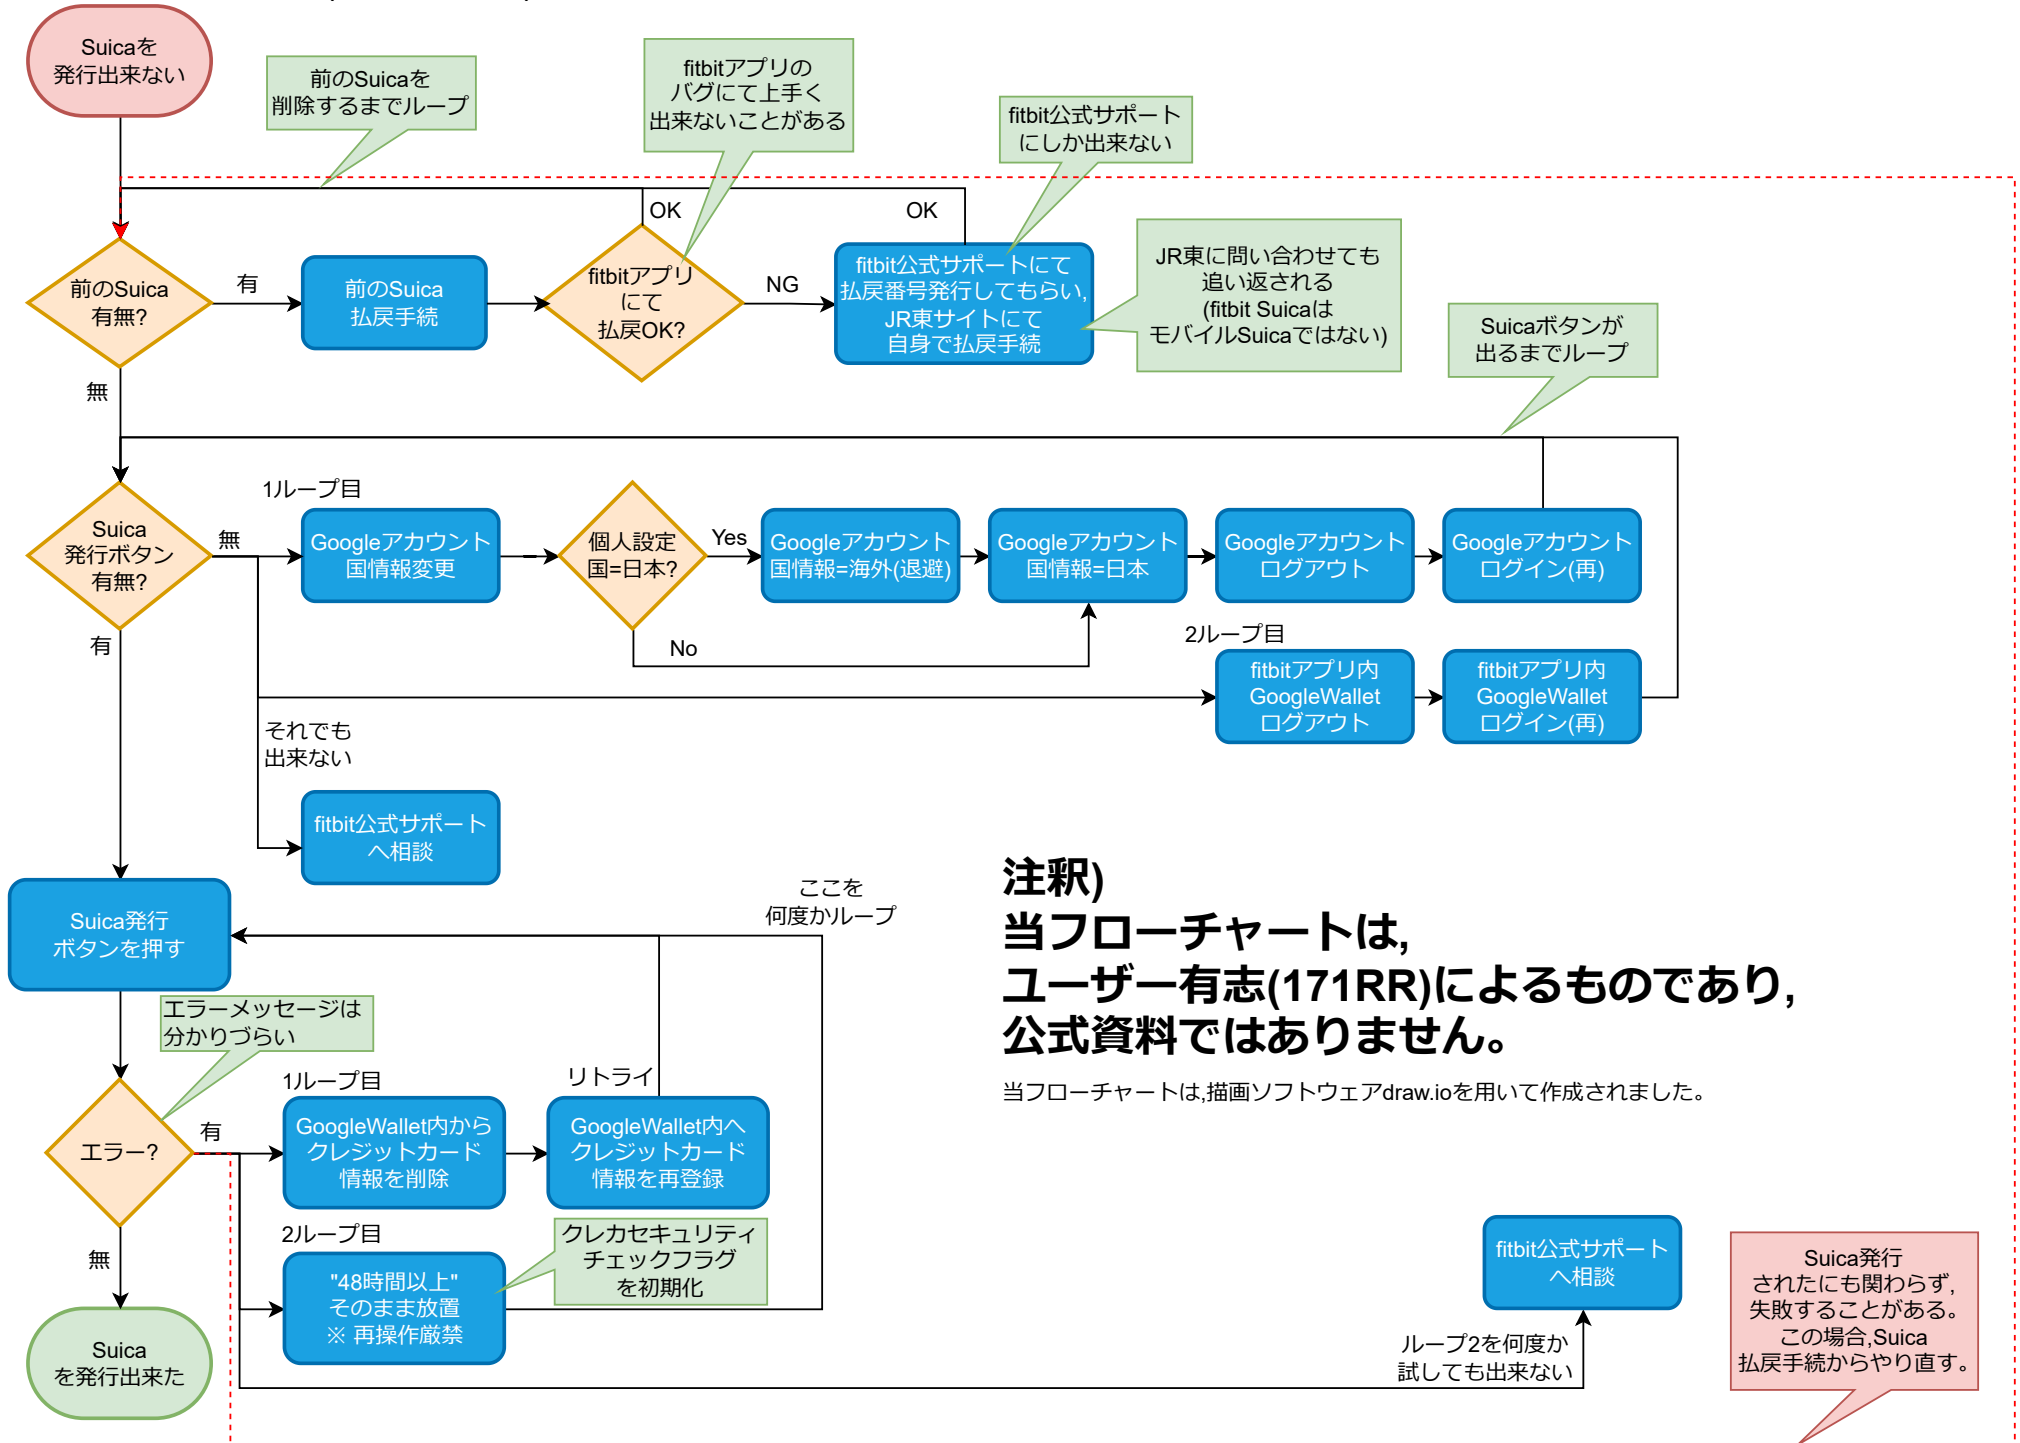 Suicaを
発行出来ない
前のSuicaを
削除するまでループ
fitbitアプリの
バグにて上手く
出来ないことがある
fitbit公式サポート
にしか出来ない
OK
OK
前のSuica
有無?
有
前のSuica
払戻手続
fitbitアプリ
にて
払戻OK?
NG
fitbit公式サポートにて
払戻番号発行してもらい,
JR東サイトにて
自身で払戻手続
JR東に問い合わせても
追い返される
(fitbit Suicaは
モバイルSuicaではない)
Suicaボタンが
出るまでループ
無
1ループ目
Suica
発行ボタン
有無?
無
Googleアカウント
国情報変更
個人設定
国=日本?
Yes
Googleアカウント
国情報=海外(退避)
Googleアカウント
国情報=日本
Googleアカウント
ログアウト
Googleアカウント
ログイン(再)
No
2ループ目
fitbitアプリ内
GoogleWallet
ログアウト
fitbitアプリ内
GoogleWallet
ログイン(再)
有
それでも
出来ない
fitbit公式サポート
へ相談
Suica発行
ボタンを押す
ここを
何度かループ
注釈)
当フローチャートは,
ユーザー有志(171RR)によるものであり,
公式資料ではありません。
当フローチャートは,描画ソフトウェアdraw.ioを用いて作成されました。
エラーメッセージは
分かりづらい
1ループ目
リトライ
エラー?
有
GoogleWallet内から
クレジットカード
情報を削除
GoogleWallet内へ
クレジットカード
情報を再登録
2ループ目
クレカセキュリティ
チェックフラグ
を初期化
無
"48時間以上"
そのまま放置
※ 再操作厳禁
Suica
を発行出来た
fitbit公式サポート
へ相談
ループ2を何度か
試しても出来ない
Suica発行
されたにも関わらず,
失敗することがある。
この場合,Suica
払戻手続からやり直す。